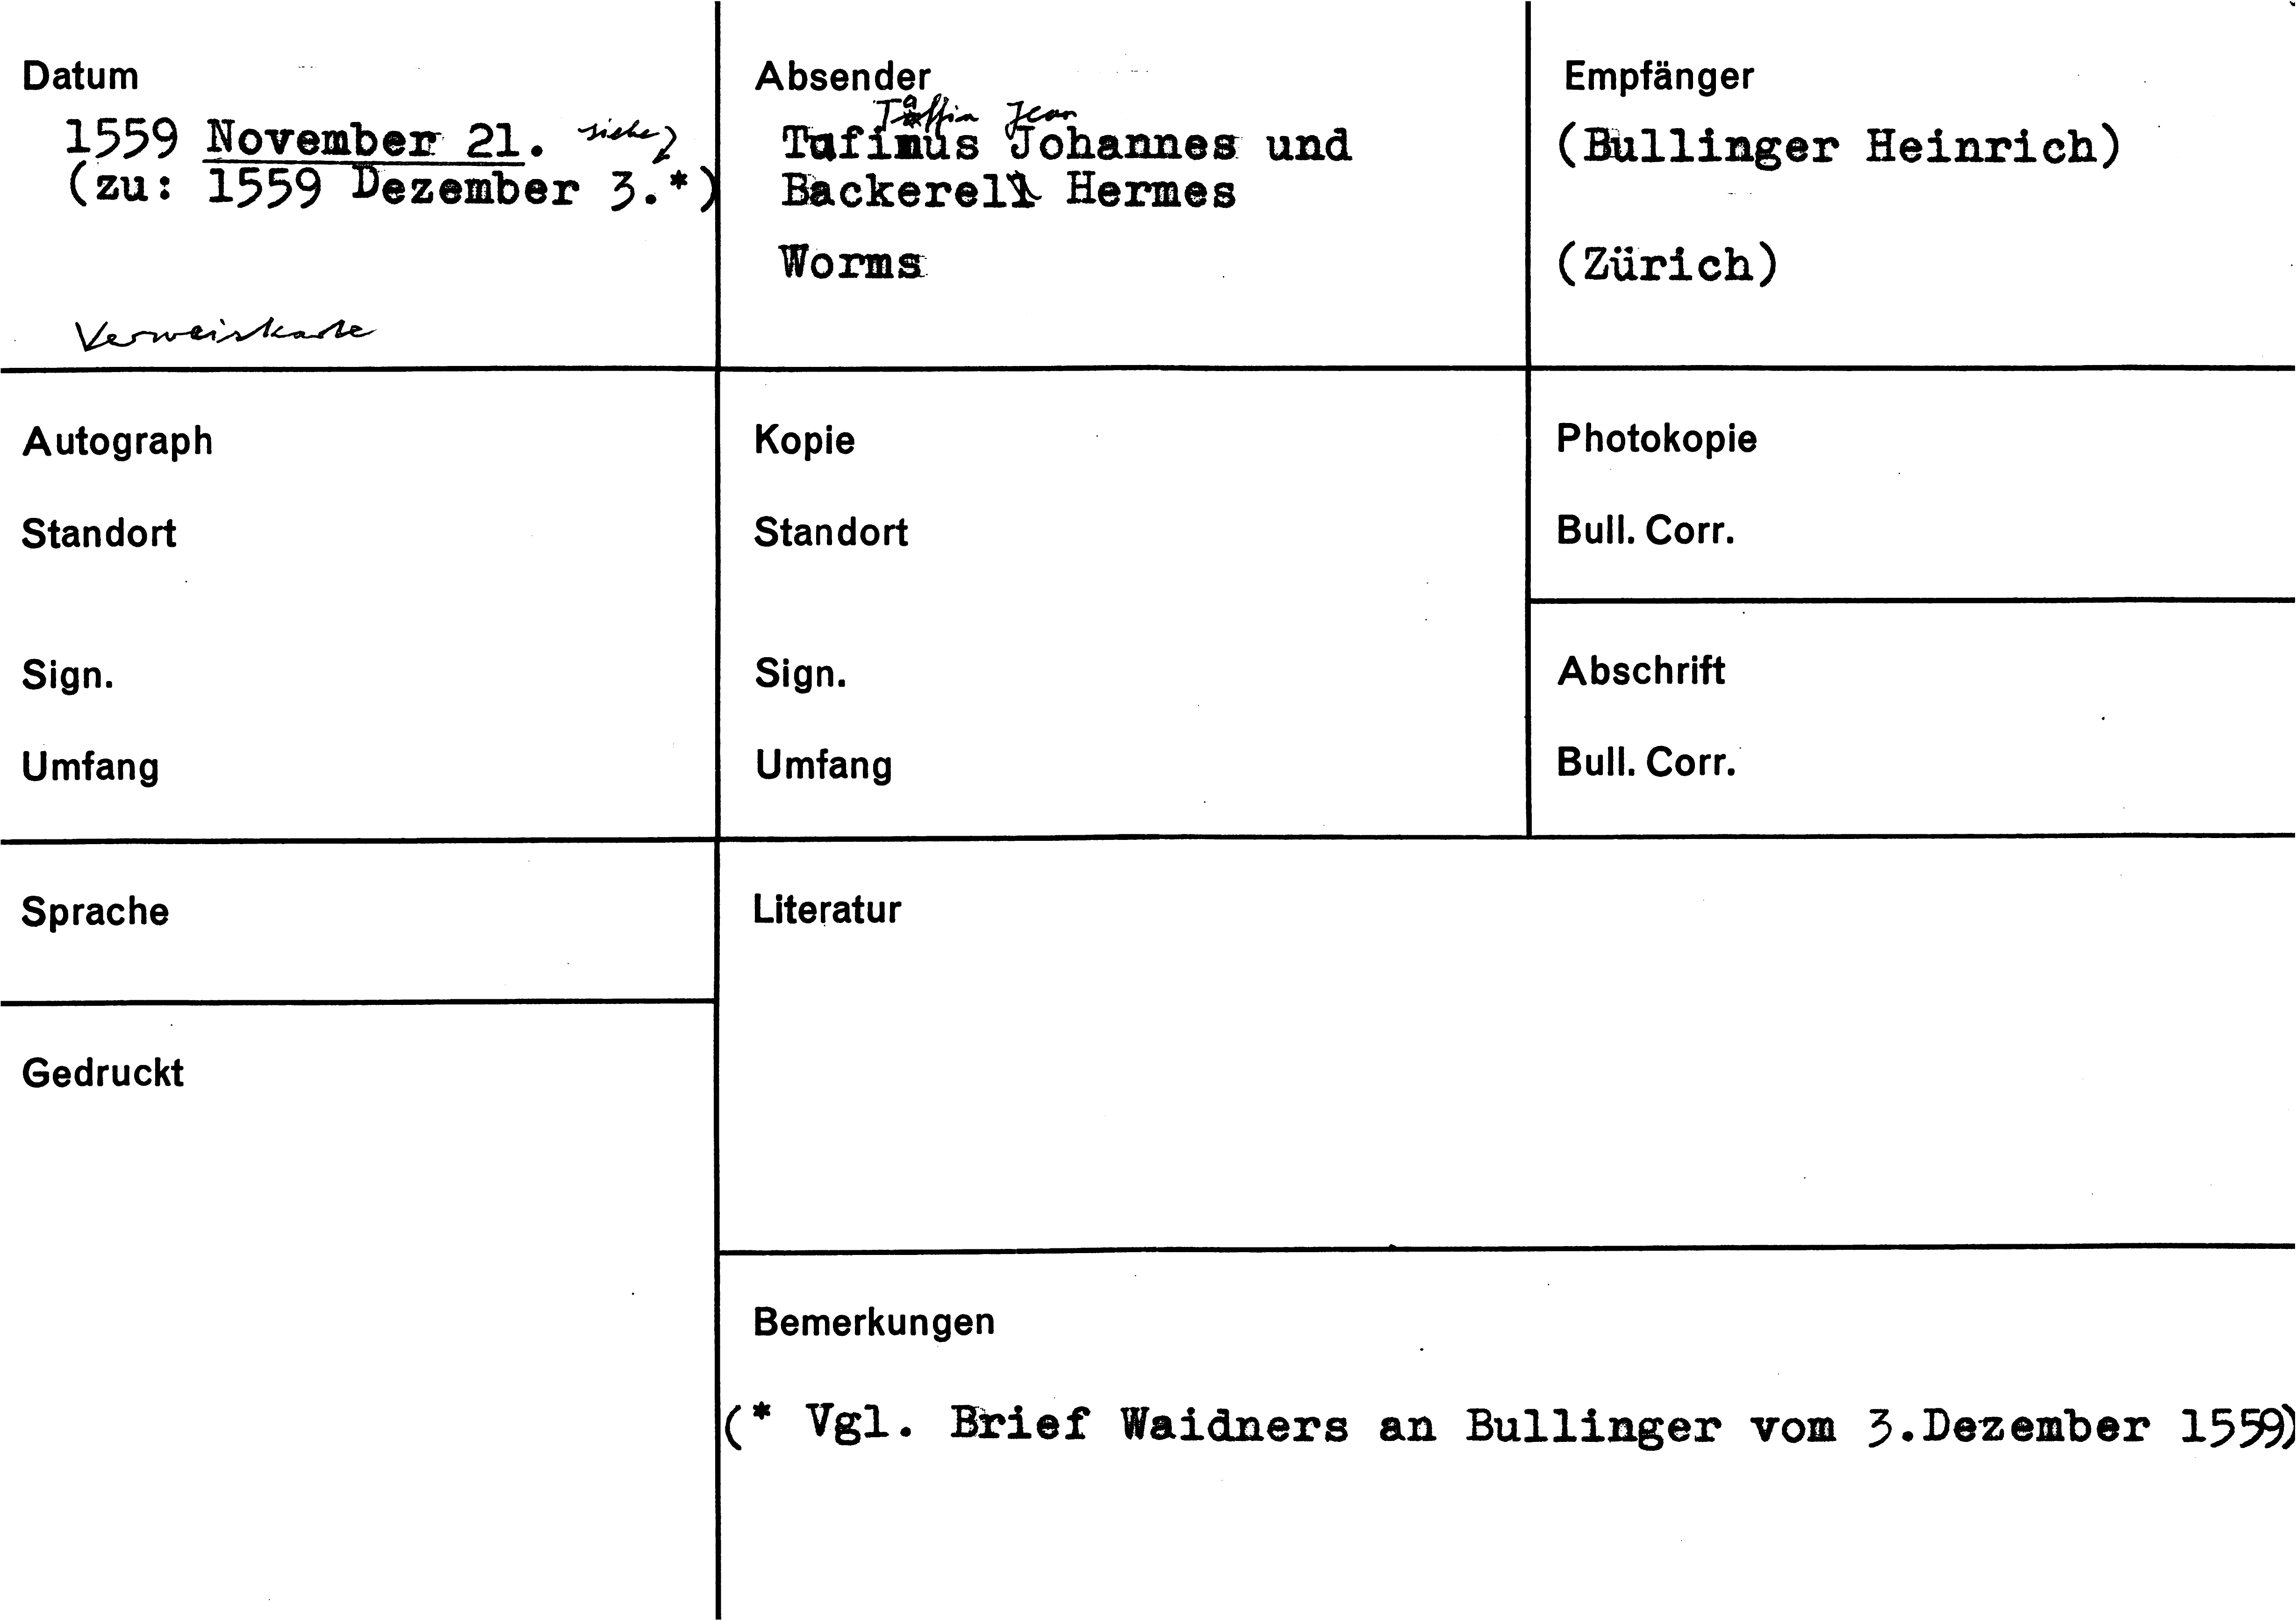 Datum
1559 November 21. siehe
(zu: 1559 Dezember 3.*)
Verweiskarte
Absender
Taffin Jean
Tafinus Johannes und
Backerell Hermes
Worms
Empfänger
(Bullinger Heinrich)
(Zürich)
Autograph
Standort
Sign.
Umfang
Kopie
Standort
Sign.
Umfang
Photokopie
Bull. Corr.
Abschrift
Bull. Corr.
Sprache
Gedruckt
Literatur
Bemerkungen
(* Vgl. Brief Waidners an Bullinger vom 3.Dezember 1559)